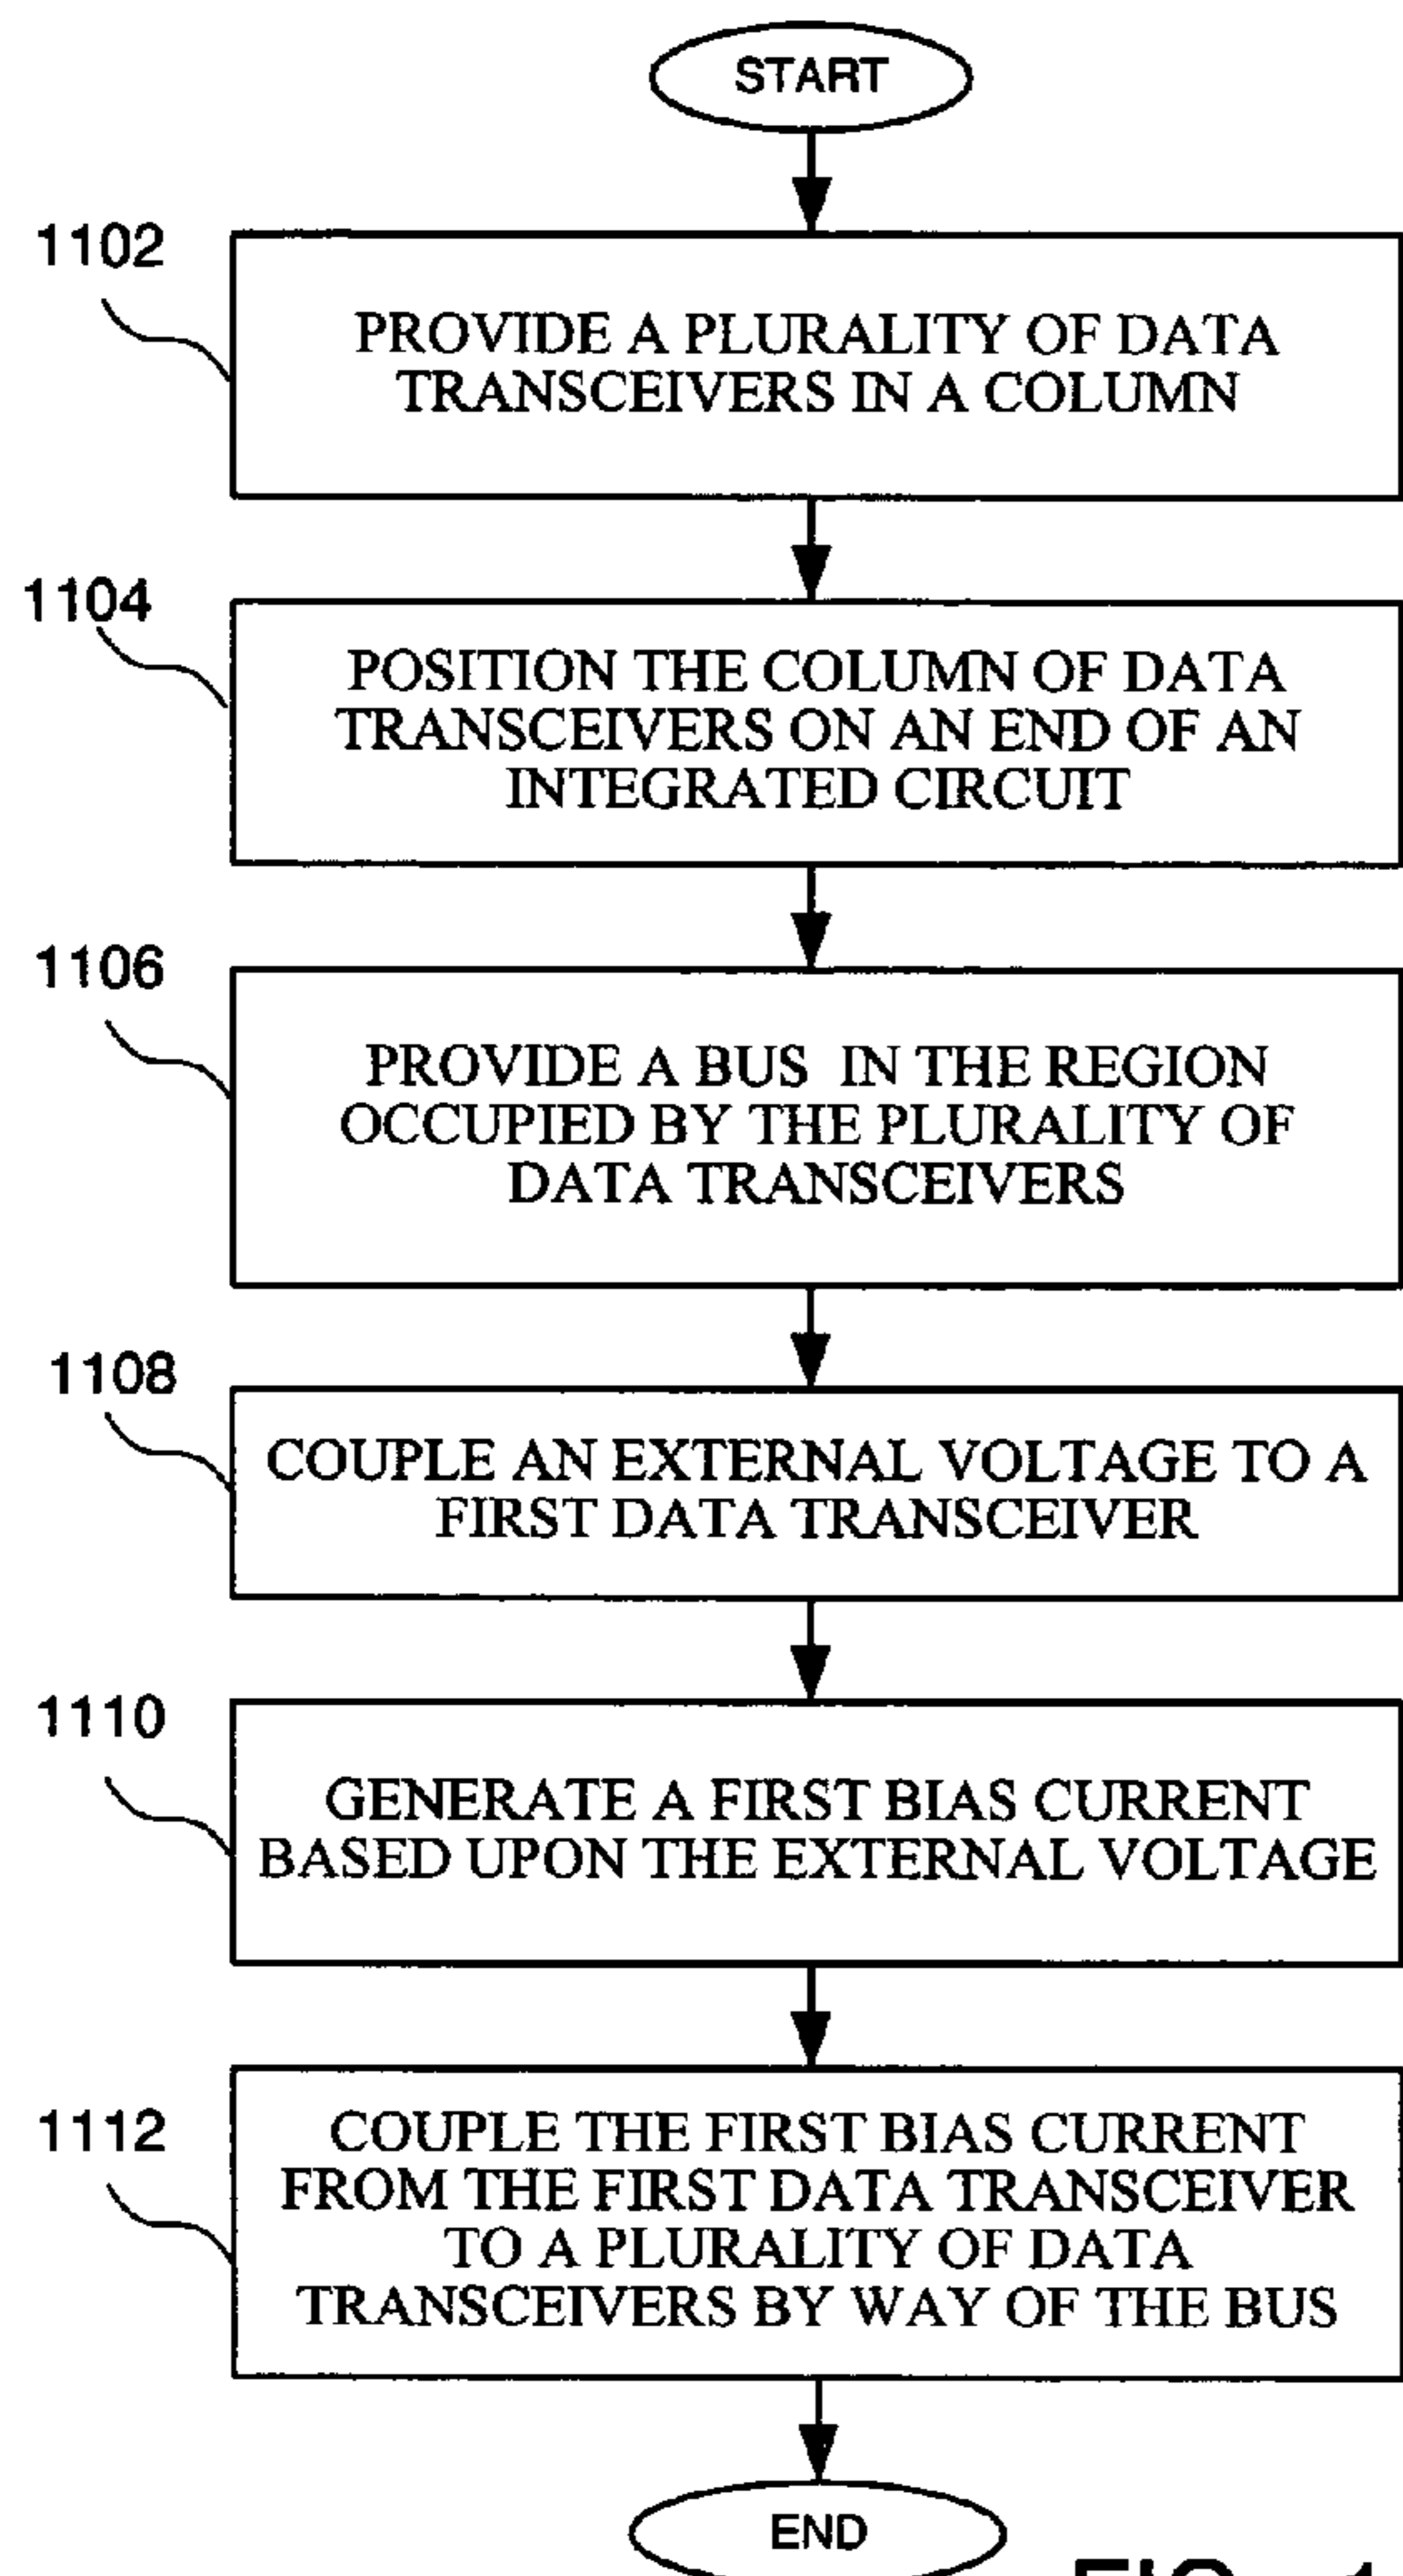 START
1102
PROVIDE A PLURALITY OF DATA
TRANSCEIVERS IN A COLUMN
1104
POSITION THE COLUMN OF DATA
TRANSCEIVERS ON AN END OF AN
INTEGRATED CIRCUIT
1106
PROVIDE A BUS IN THE REGION
OCCUPIED BY THE PLURALITY OF
DATA TRANSCEIVERS
1108
COUPLE AN EXTERNAL VOLTAGE TO A
FIRST DATA TRANSCEIVER
1110
GENERATE A FIRST BIAS CURRENT
BASED UPON THE EXTERNAL VOLTAGE
1112
COUPLE THE FIRST BIAS CURRENT
FROM THE FIRST DATA TRANSCEIVER
TO A PLURALITY OF DATA
TRANSCEIVERS BY WAY OF THE BUS
END